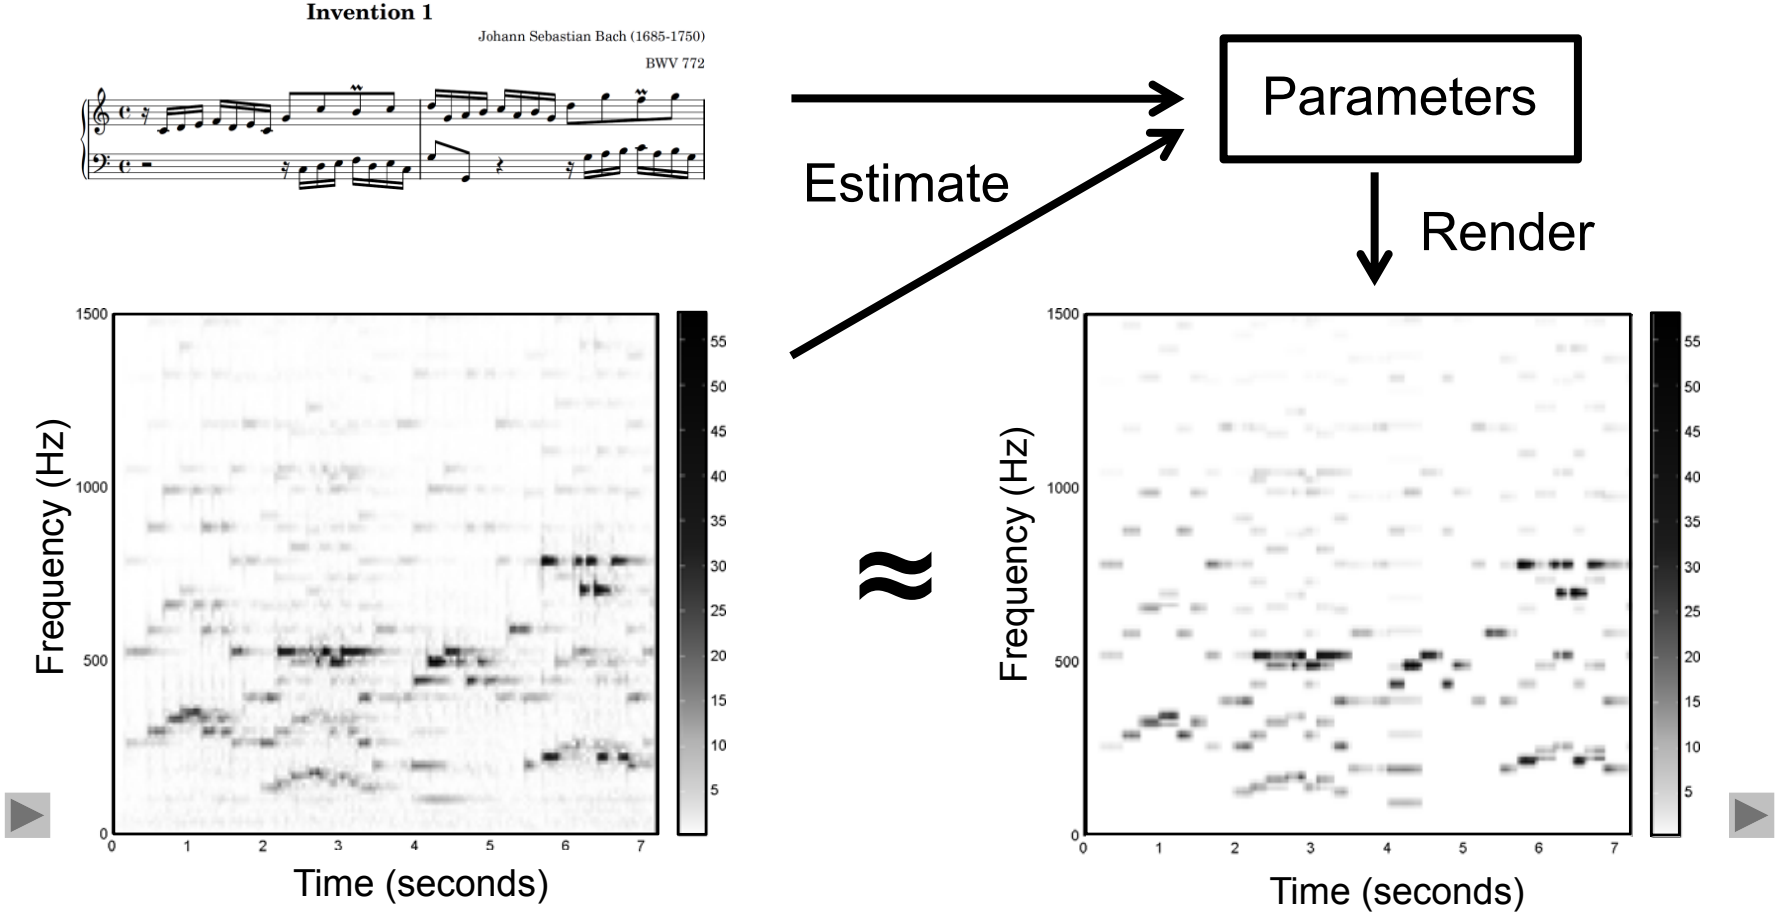 Invention 1
Johann Sebastian Bach (1685-1750)
BWV 772
Parameters
Estimate
Render
1500
1000
500
0
Frequency (Hz)
0 1 2 3 4 5 6 7
Time (seconds)
55
50
45
40
35
30
25
20
15
10
5
≈
1500
1000
500
0
Frequency (Hz)
0 1 2 3 4 5 6 7
Time (seconds)
55
50
45
40
35
30
25
20
15
10
5